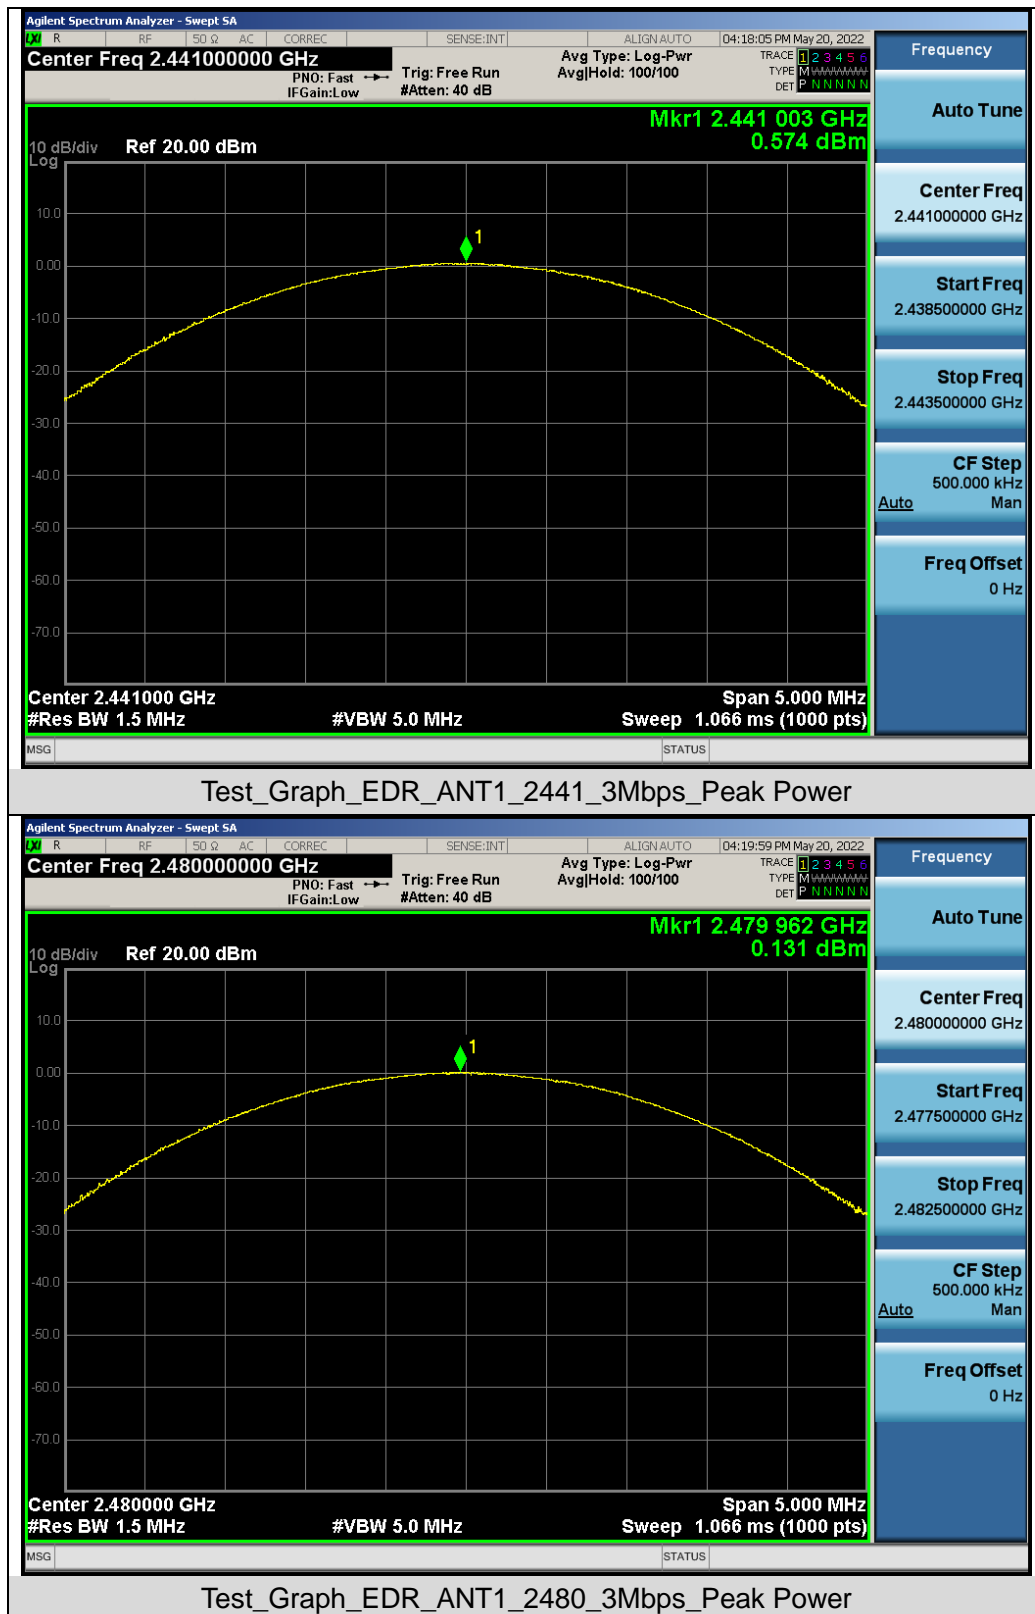 Agilent Spectrum Analyzer - Swept SA
LXI R RF 50 Ω AC CORREC SENSE:INT ALIGN AUTO 04:18:05 PM May 20, 2022
Center Freq 2.441000000 GHz
PNO: Fast
IFGain:Low
Trig: Free Run
#Atten: 40 dB
Avg Type: Log-Pwr
Avg|Hold: 100/100
TRACE 1 2 3 4 5 6
TYPE M WWWWW
DET P N N N N N
Mkr1 2.441 003 GHz
0.574 dBm
10 dB/div Ref 20.00 dBm
Log
10.0
1
0.00
-10.0
-20.0
-30.0
-40.0
-50.0
-60.0
-70.0
Center 2.441000 GHz Span 5.000 MHz
#Res BW 1.5 MHz #VBW 5.0 MHz Sweep 1.066 ms (1000 pts)
MSG STATUS
Frequency
Auto Tune
Center Freq
2.441000000 GHz
Start Freq
2.438500000 GHz
Stop Freq
2.443500000 GHz
CF Step
500.000 kHz
Auto Man
Freq Offset
0 Hz
Test_Graph_EDR_ANT1_2441_3Mbps_Peak Power
Agilent Spectrum Analyzer - Swept SA
LXI R RF 50 Ω AC CORREC SENSE:INT ALIGN AUTO 04:19:59 PM May 20, 2022
Center Freq 2.480000000 GHz
PNO: Fast
IFGain:Low
Trig: Free Run
#Atten: 40 dB
Avg Type: Log-Pwr
Avg|Hold: 100/100
TRACE 1 2 3 4 5 6
TYPE M WWWWW
DET P N N N N N
Mkr1 2.479 962 GHz
0.131 dBm
10 dB/div Ref 20.00 dBm
Log
10.0
1
0.00
-10.0
-20.0
-30.0
-40.0
-50.0
-60.0
-70.0
Center 2.480000 GHz Span 5.000 MHz
#Res BW 1.5 MHz #VBW 5.0 MHz Sweep 1.066 ms (1000 pts)
MSG STATUS
Frequency
Auto Tune
Center Freq
2.480000000 GHz
Start Freq
2.477500000 GHz
Stop Freq
2.482500000 GHz
CF Step
500.000 kHz
Auto Man
Freq Offset
0 Hz
Test_Graph_EDR_ANT1_2480_3Mbps_Peak Power